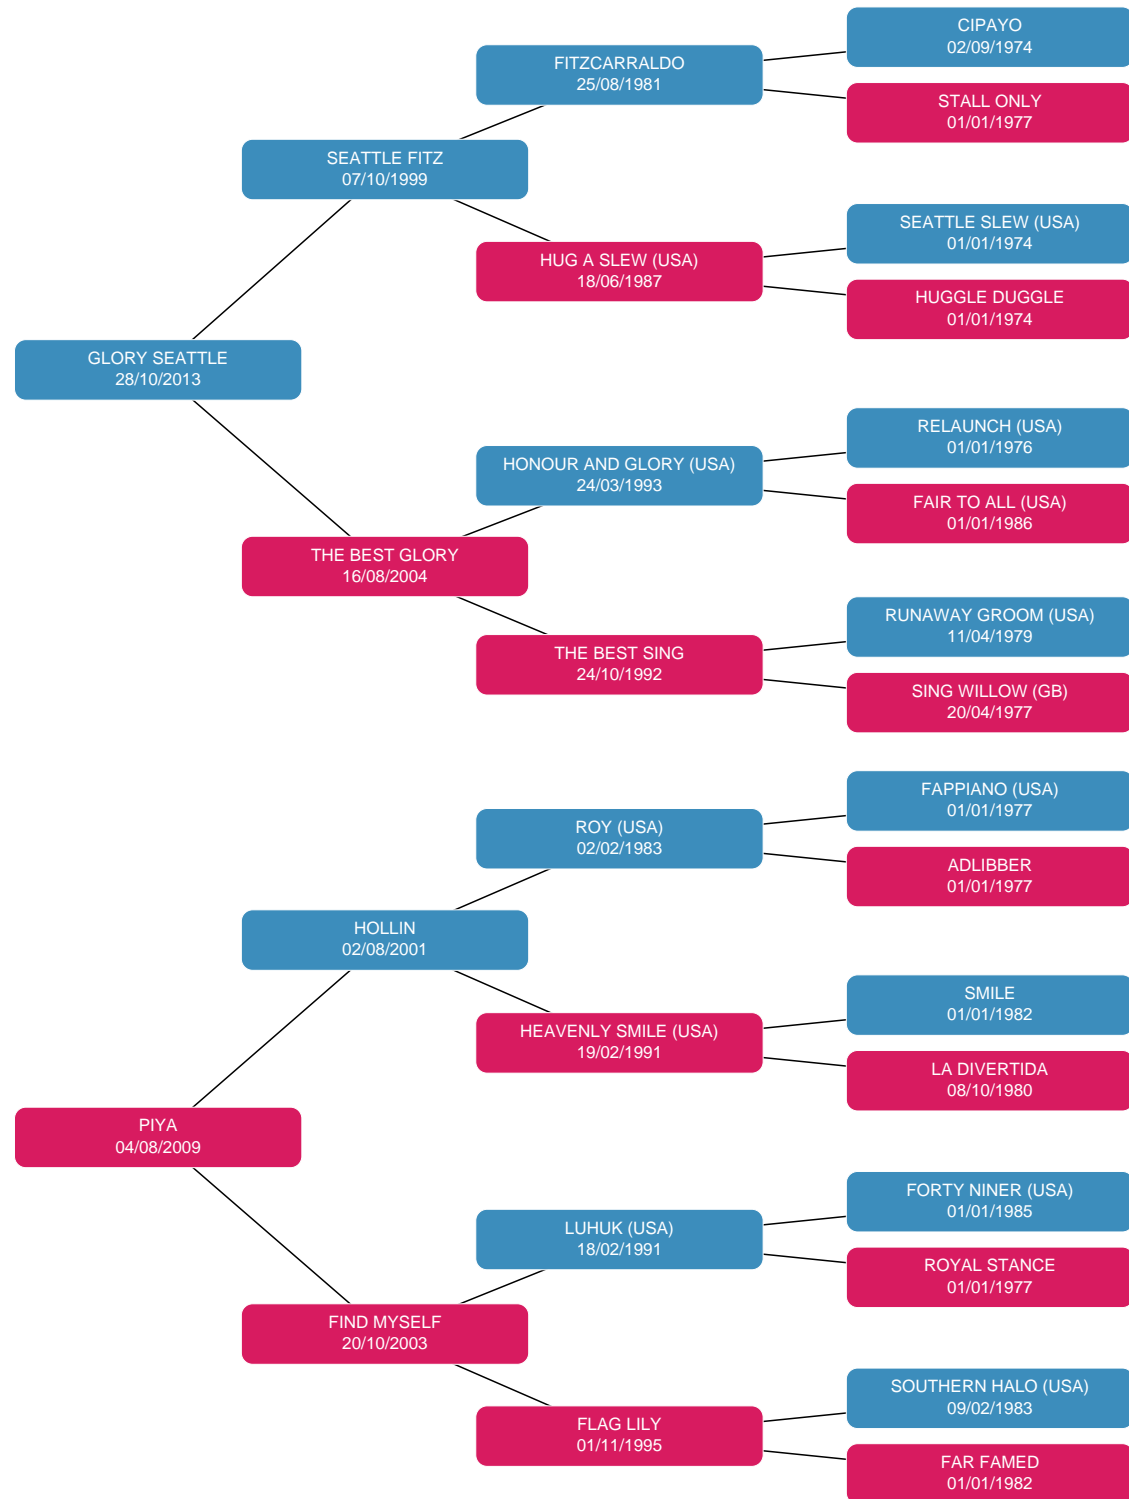 CIPAYO
02/09/1974
FITZCARRALDO
25/08/1981
STALL ONLY
01/01/1977
SEATTLE FITZ
07/10/1999
SEATTLE SLEW (USA)
01/01/1974
HUG A SLEW (USA)
18/06/1987
HUGGLE DUGGLE
01/01/1974
GLORY SEATTLE
28/10/2013
RELAUNCH (USA)
01/01/1976
HONOUR AND GLORY (USA)
24/03/1993
FAIR TO ALL (USA)
01/01/1986
THE BEST GLORY
16/08/2004
RUNAWAY GROOM (USA)
11/04/1979
THE BEST SING
24/10/1992
SING WILLOW (GB)
20/04/1977
FAPPIANO (USA)
01/01/1977
ROY (USA)
02/02/1983
ADLIBBER
01/01/1977
HOLLIN
02/08/2001
SMILE
01/01/1982
HEAVENLY SMILE (USA)
19/02/1991
LA DIVERTIDA
08/10/1980
PIYA
04/08/2009
FORTY NINER (USA)
01/01/1985
LUHUK (USA)
18/02/1991
ROYAL STANCE
01/01/1977
FIND MYSELF
20/10/2003
SOUTHERN HALO (USA)
09/02/1983
FLAG LILY
01/11/1995
FAR FAMED
01/01/1982